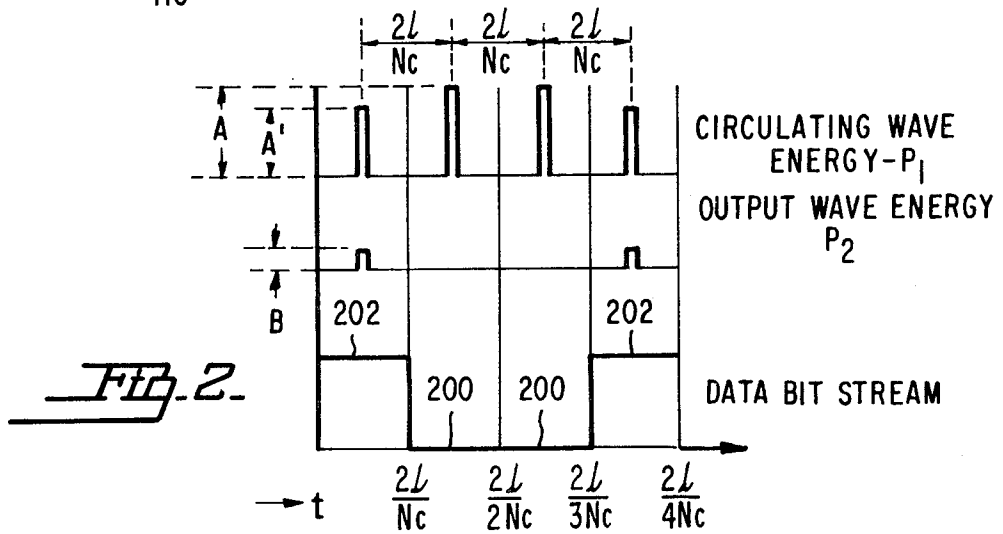 2l/Nc 2l/Nc 2l/Nc
A
A'
CIRCULATING WAVE
ENERGY-P1
OUTPUT WAVE ENERGY
P2
B
202 202
FIG. 2.
200 200
DATA BIT STREAM
t 2l/Nc 2l/2Nc 2l/3Nc 2l/4Nc